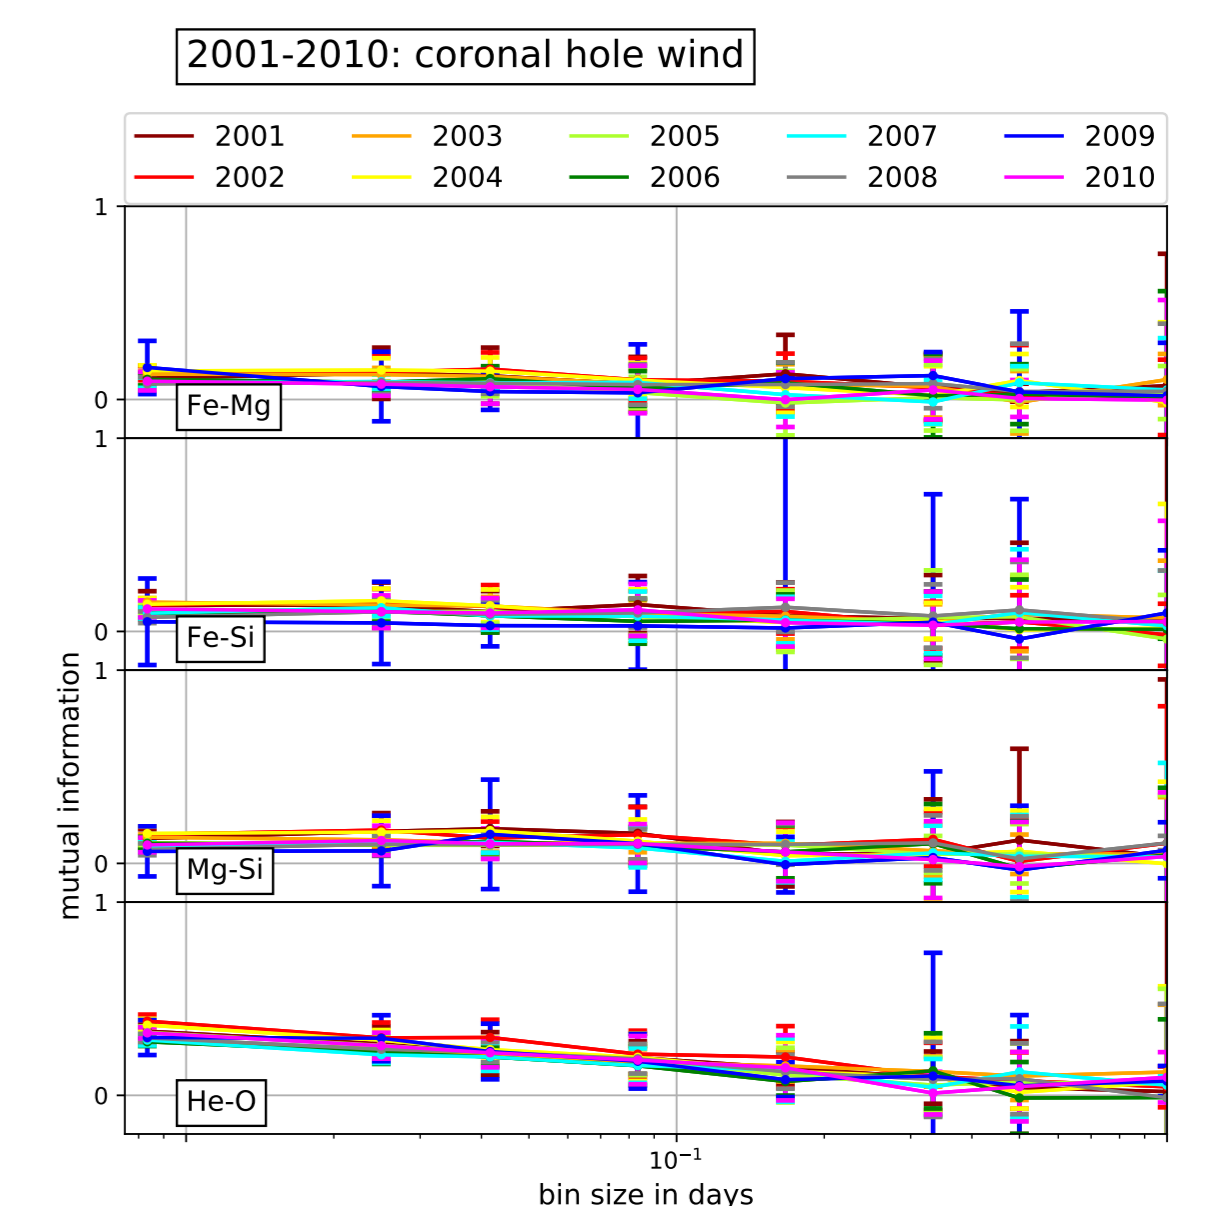 2001-2010: coronal hole wind
2001 2003 2005 2007 2009
2002 2004 2006 2008 2010
1
0
Fe-Mg
1
0
Fe-Si
1
0
Mg-Si
1
0
He-O
mutual information
10⁻¹
bin size in days